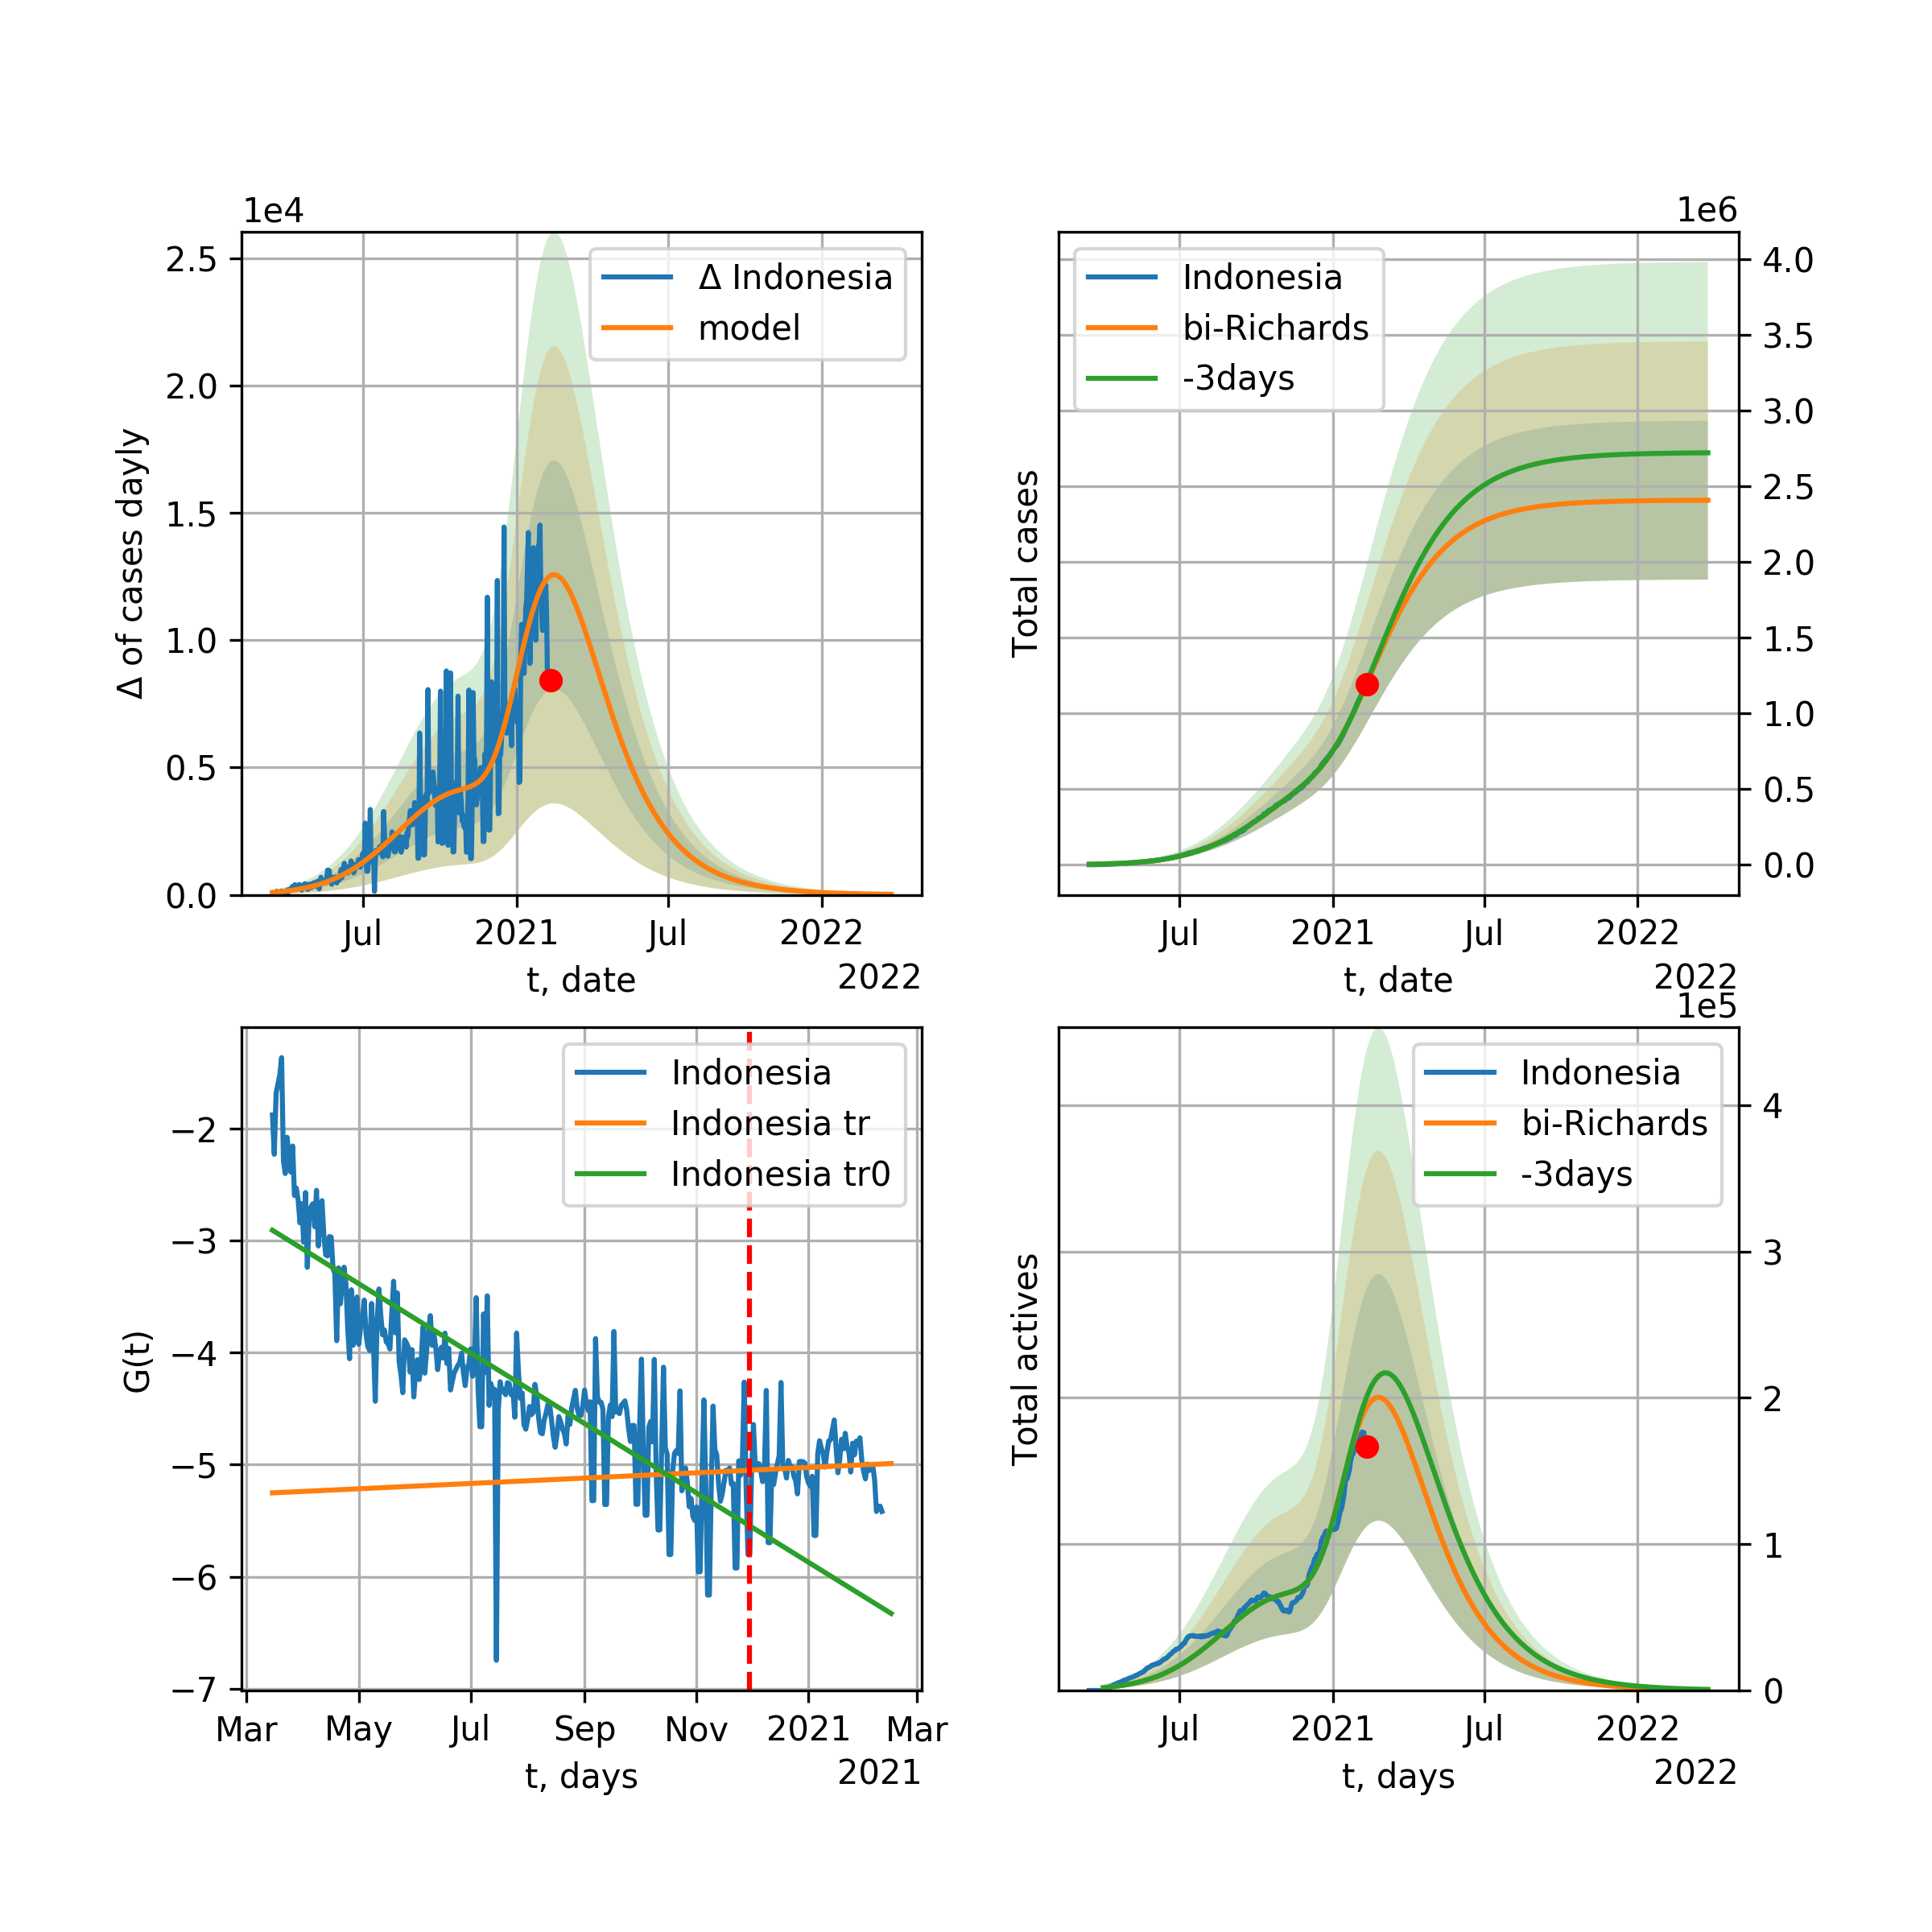 1e4
2.5
2.0
1.5
1.0
0.5
0.0
Δ of cases dayly
Δ Indonesia
model
Jul
2021
Jul
2022
t, date
2022
1e6
Indonesia
bi-Richards
-3days
Total cases
4.0
3.5
3.0
2.5
2.0
1.5
1.0
0.5
0.0
Jul
2021
Jul
2022
t, date
2022
G(t)
−2
−3
−4
−5
−6
−7
Indonesia
Indonesia tr
Indonesia tr0
Mar
May
Jul
Sep
Nov
2021
Mar
t, days
2021
1e5
Total actives
Indonesia
bi-Richards
-3days
4
3
2
1
0
Jul
2021
Jul
2022
t, days
2022